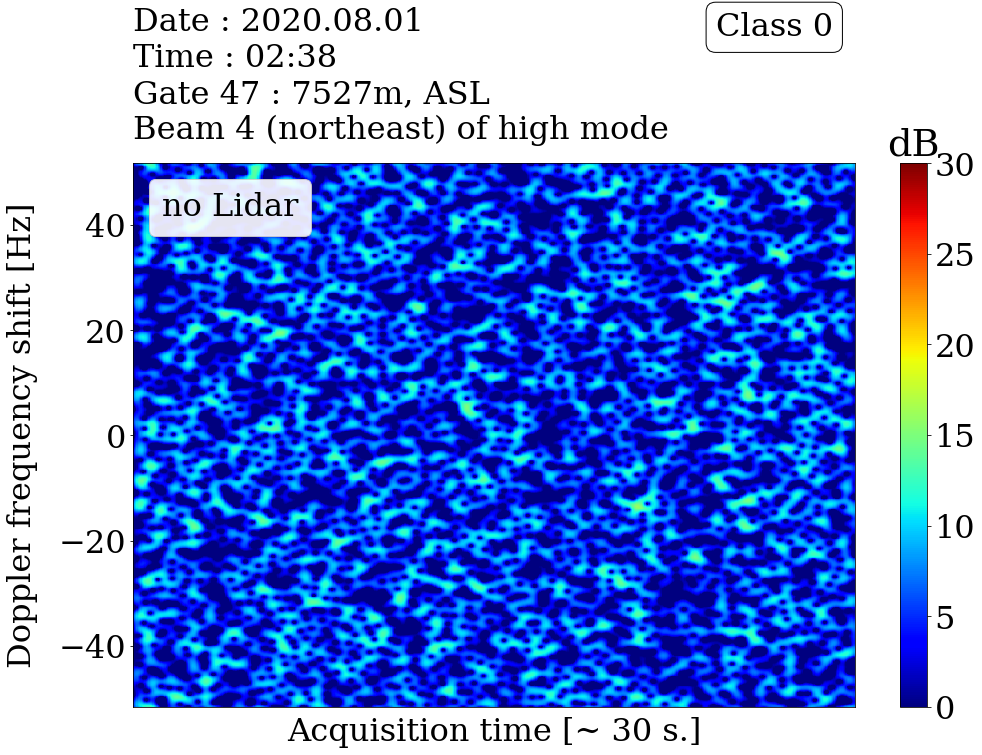 Date : 2020.08.01
Time : 02:38
Gate 47 : 7527m, ASL
Beam 4 (northeast) of high mode
Class 0
dB
no Lidar
Doppler frequency shift [Hz]
40
20
0
−20
−40
30
25
20
15
10
5
0
Acquisition time [~ 30 s.]